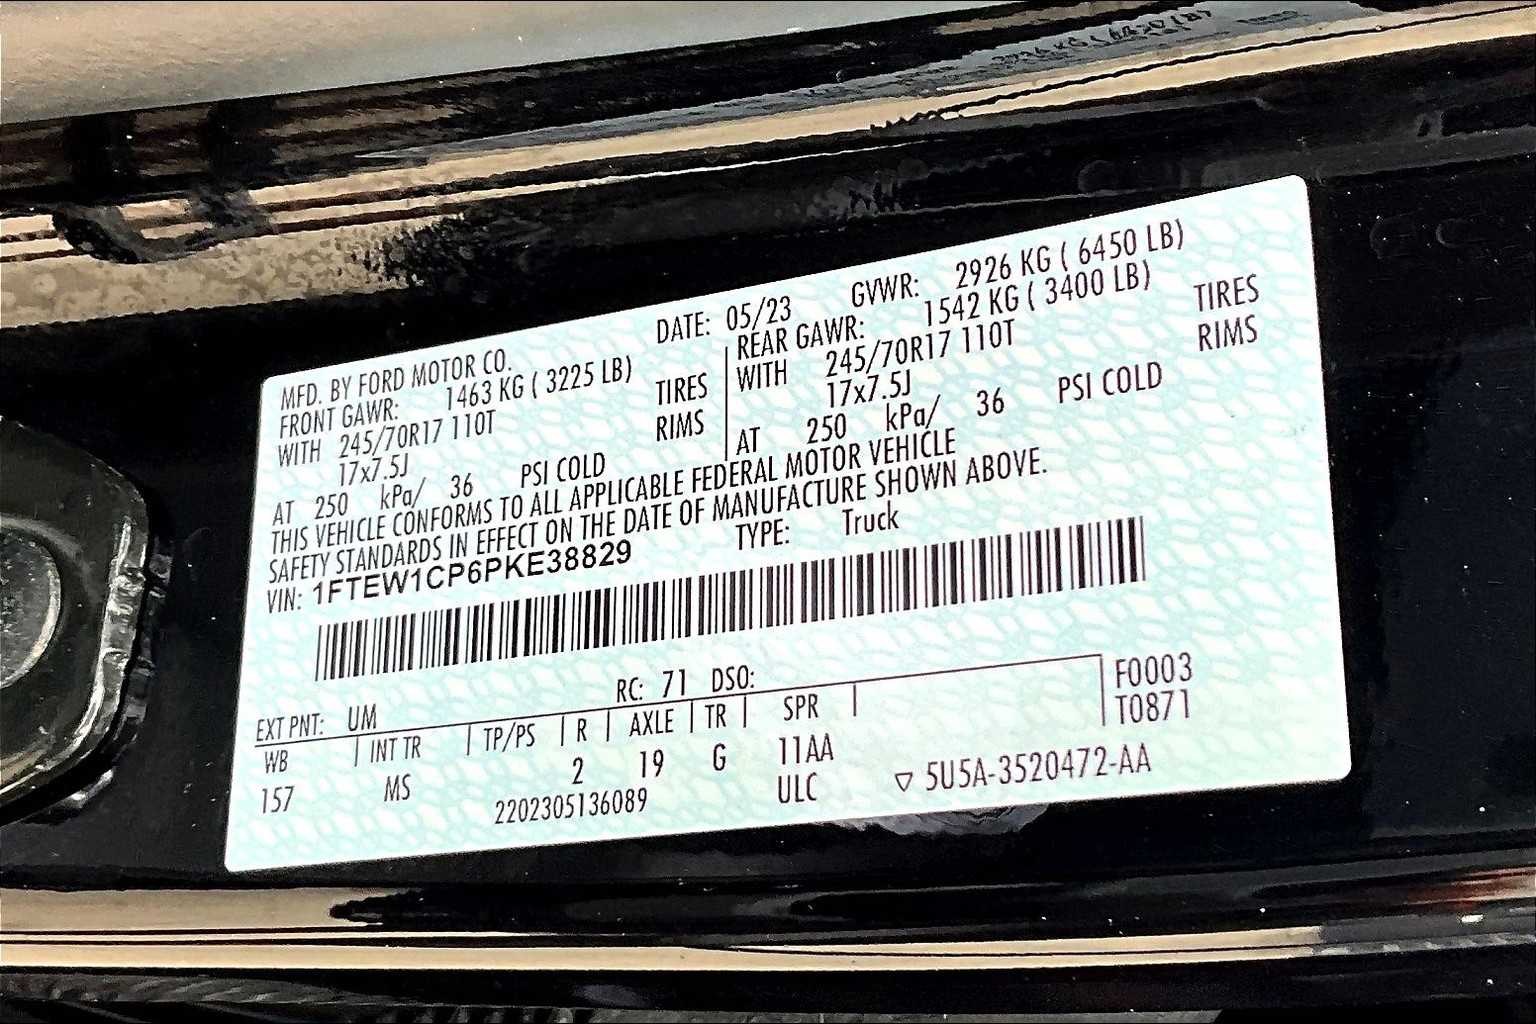 MFD. BY FORD MOTOR CO. DATE: 05/23 GVWR: 2926 KG ( 6450 LB)
FRONT GAWR: 1463 KG ( 3225 LB) REAR GAWR: 1542 KG ( 3400 LB)
WITH 245/70R17 110T TIRES WITH 245/70R17 110T TIRES
17x7.5J RIMS 17x7.5J RIMS
AT 250 kPa/ 36 PSI COLD AT 250 kPa/ 36 PSI COLD
THIS VEHICLE CONFORMS TO ALL APPLICABLE FEDERAL MOTOR VEHICLE
SAFETY STANDARDS IN EFFECT ON THE DATE OF MANUFACTURE SHOWN ABOVE.
VIN: 1FTEW1CP6PKE38829 TYPE: Truck
EXT PNT: UM RC: 71 DSO: F0003
WB INT TR TP/PS R AXLE TR SPR T0871
157 MS 2 19 G 11AA
2202305136089 ULC ▽ 5U5A-3520472-AA